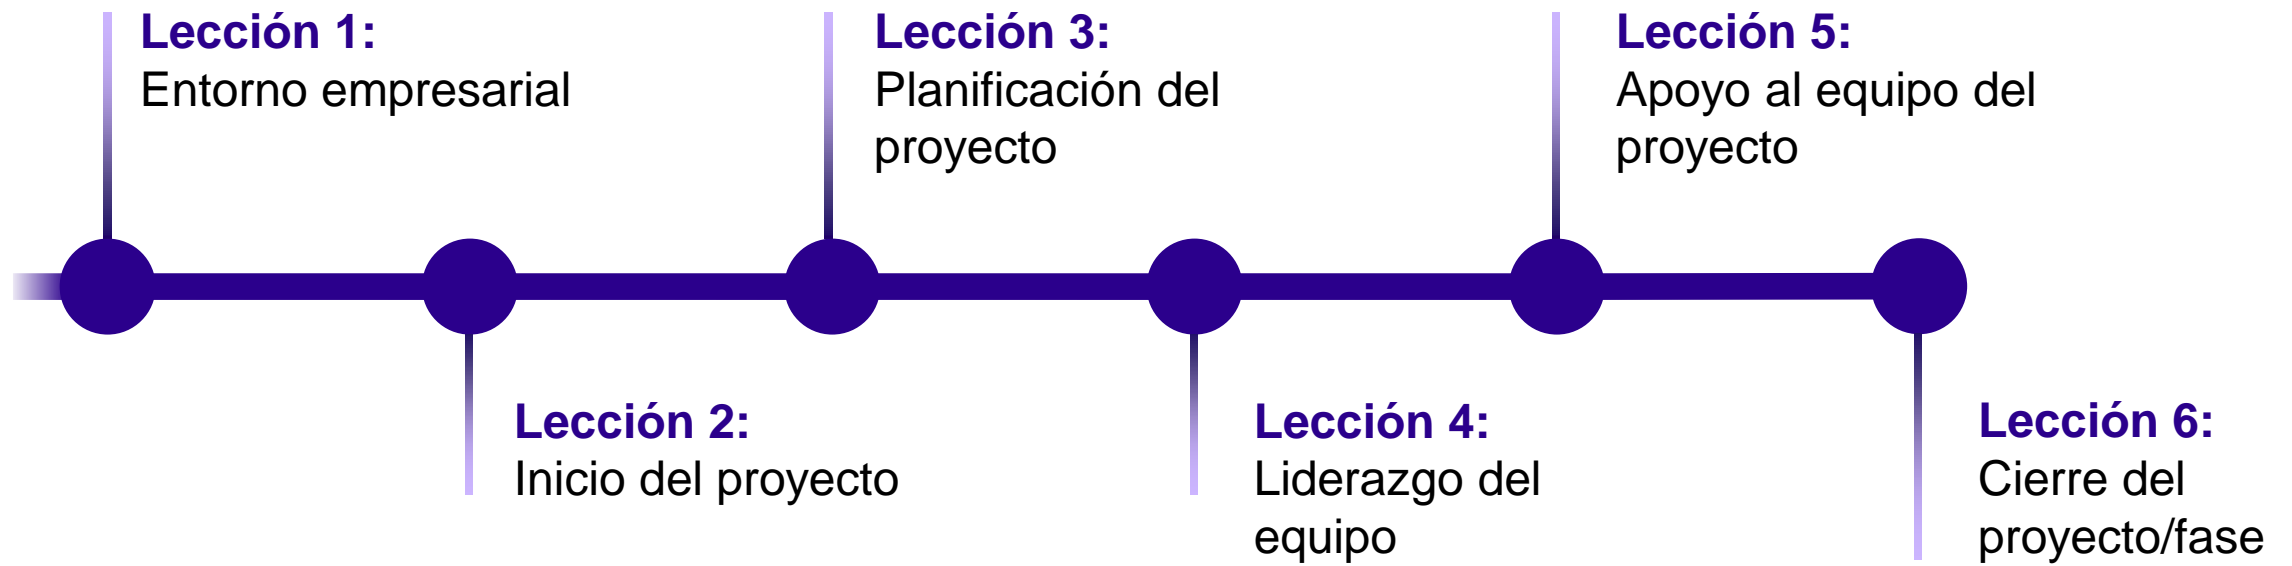 Lección 1:
Entorno empresarial
Lección 2:
Inicio del proyecto
Lección 3:
Planificación del
proyecto
Lección 4:
Liderazgo del
equipo
Lección 5:
Apoyo al equipo del
proyecto
Lección 6:
Cierre del
proyecto/fase